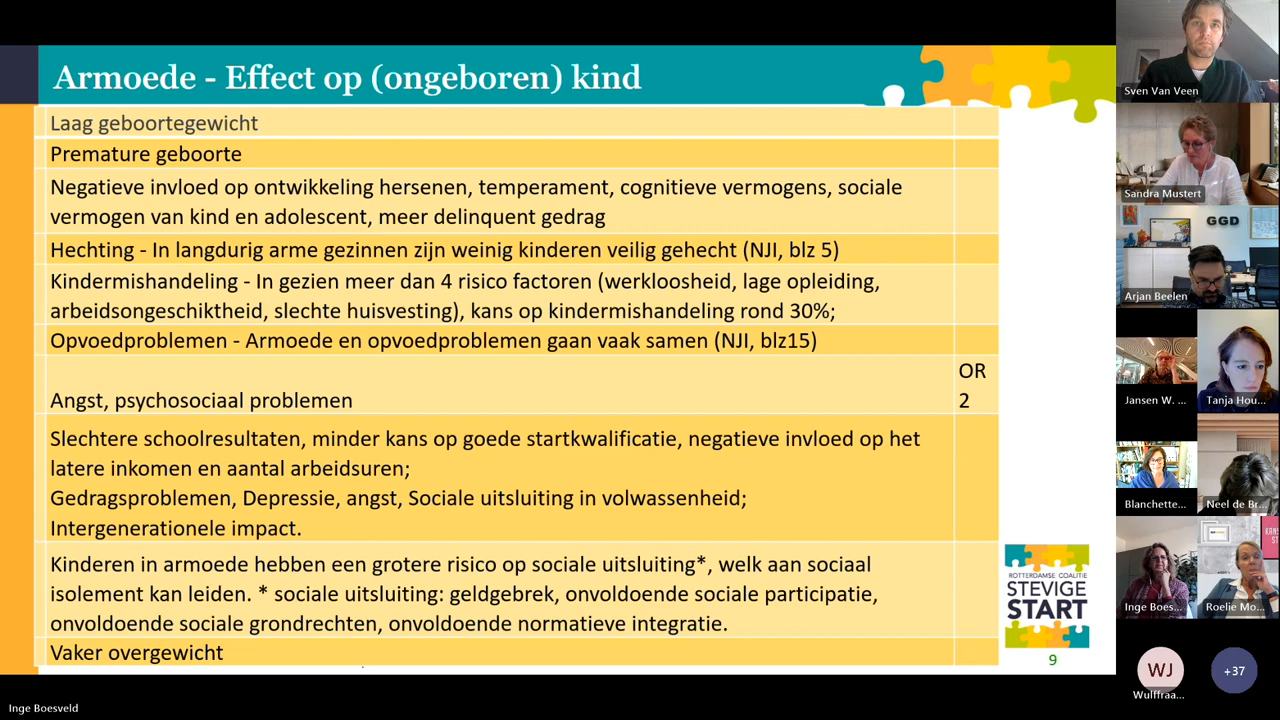 Armoede - Effect op (ongeboren) kind
Laag geboortegewicht
Premature geboorte
Negatieve invloed op ontwikkeling hersenen, temperament, cognitieve vermogens, sociale
vermogen van kind en adolescent, meer delinquent gedrag
Hechting - In langdurig arme gezinnen zijn weinig kinderen veilig gehecht (NJI, blz 5)
Kindermishandeling - In gezien meer dan 4 risico factoren (werkloosheid, lage opleiding,
arbeidsongeschiktheid, slechte huisvesting), kans op kindermishandeling rond 30%;
Opvoedproblemen - Armoede en opvoedproblemen gaan vaak samen (NJI, blz15)
OR
Angst, psychosociaal problemen
2
Slechtere schoolresultaten, minder kans op goede startkwalificatie, negatieve invloed op het
latere inkomen en aantal arbeidsuren;
Gedragsproblemen, Depressie, angst, Sociale uitsluiting in volwassenheid;
Intergenerationele impact.
Kinderen in armoede hebben een grotere risico op sociale uitsluiting*, welk aan sociaal
isolement kan leiden. * sociale uitsluiting: geldgebrek, onvoldoende sociale participatie,
onvoldoende sociale grondrechten, onvoldoende normatieve integratie.
Vaker overgewicht
ROTTERDAMSE COALITIE
STEVIGE
START
9
Sven Van Veen
Sandra Mustert
GGD
Arjan Beelen
Jansen W. ...
Tanja Hou...
Blanchette...
Neel de Br...
Inge Boes...
Roelie Mo...
WJ
Wulffraa...
+37
Inge Boesveld